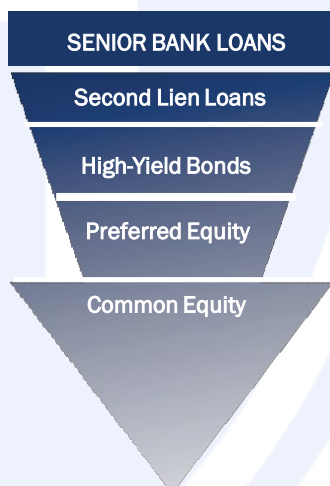 SENIOR BANK LOANS
Second Lien Loans
High-Yield Bonds
Preferred Equity
Common Equity